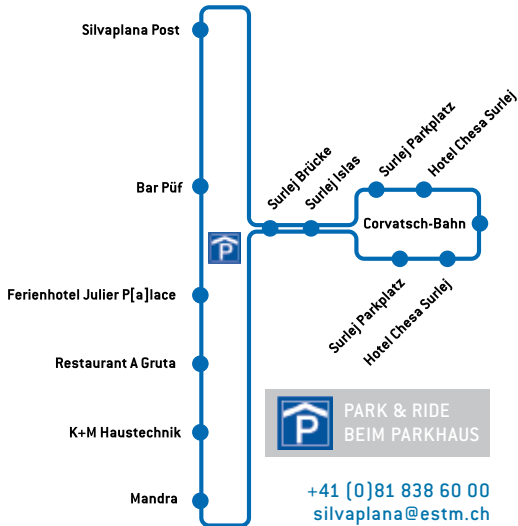 Silvaplana Post
Bar Püf
Ferienhotel Julier P[a]lace
Restaurant A Gruta
K+M Haustechnik
Mandra
Surlej Brücke
Surlej Islas
Surlej Parkplatz
Hotel Chesa Surlej
Corvatsch-Bahn
Surlej Parkplatz
Hotel Chesa Surlej
P
P
PARK & RIDE
BEIM PARKHAUS
+41 (0)81 838 60 00
silvaplana@estm.ch